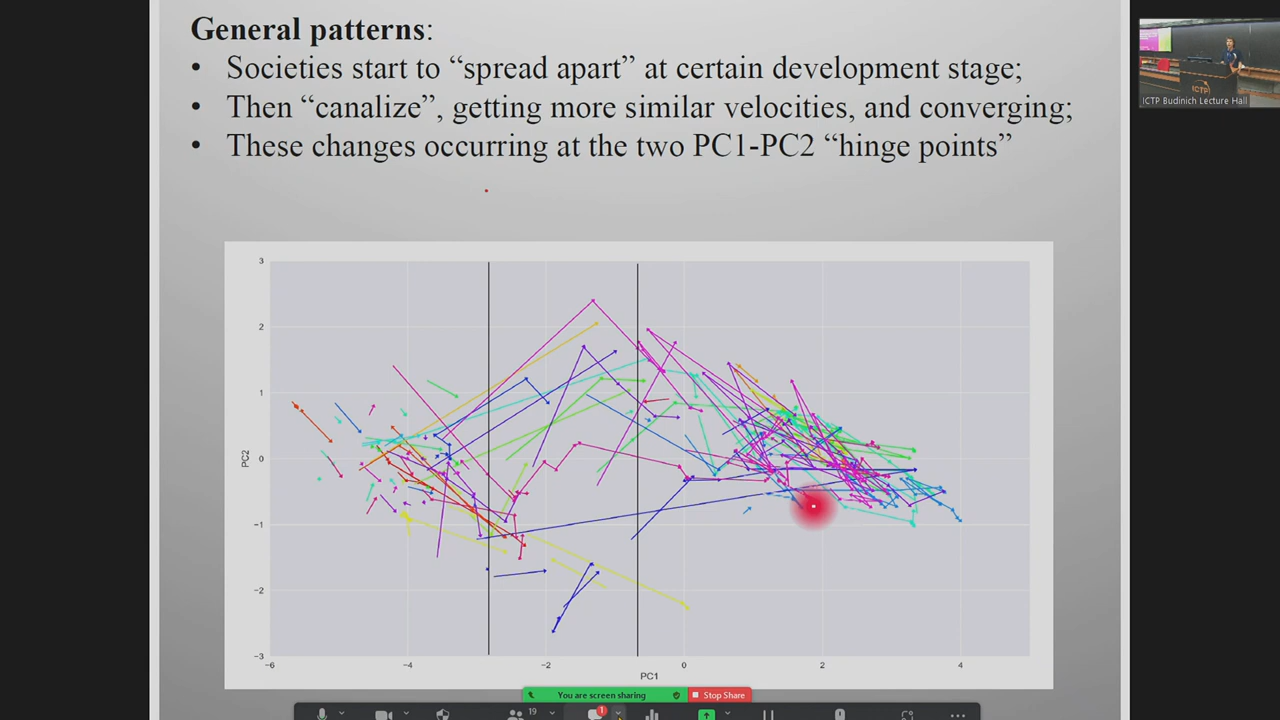 General patterns:
• Societies start to “spread apart” at certain development stage;
• Then “canalize”, getting more similar velocities, and converging;
• These changes occurring at the two PC1-PC2 “hinge points”
ICTP
ICTP Budinich Lecture Hall
3
2
1
0
−1
−2
−3
PC2
−6 −4 −2 0 2 4
PC1
You are screen sharing Stop Share
19 1